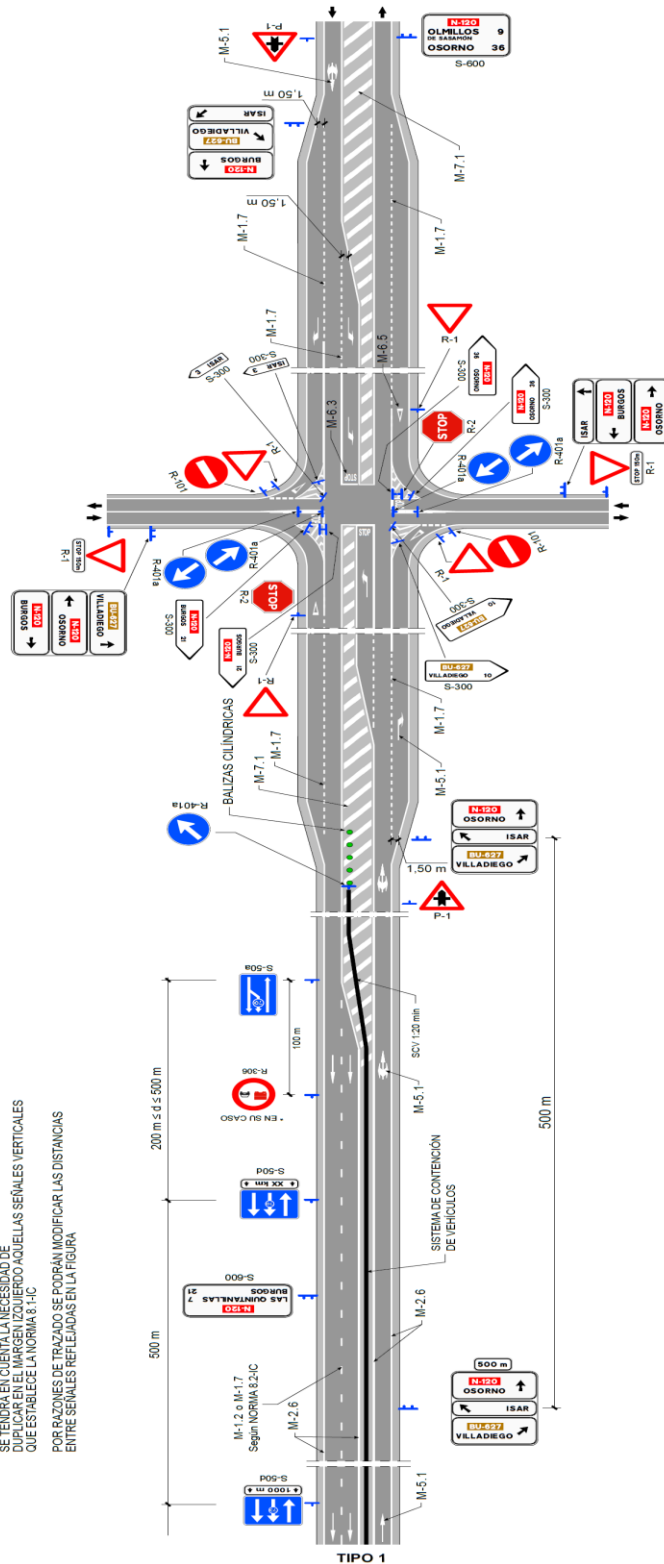 TIPO 1
SE TENDRÁ EN CUENTA LA NECESIDAD DE
DUPLICAR EN EL MARGEN IZQUIERDO AQUELLAS SEÑALES VERTICALES
QUE ESTABLECE LA NORMA 8.1-IC
POR RAZONES DE TRAZADO SE PODRÁN MODIFICAR LAS DISTANCIAS
ENTRE SEÑALES REFLEJADAS EN LA FIGURA
500 m
200 m ≤ d ≤ 500 m
100 m
1000 m
S-50d
N-120
LAS QUINTANILLAS 7
BURGOS 21
S-600
XX km
S-50d
* EN SU CASO
R-306
S-50a
M-1.2 o M-1.7
Según NORMA 8.2-IC
M-2.6
M-5.1
M-2.6
SISTEMA DE CONTENCIÓN
DE VEHÍCULOS
SCV 1:20 min
M-5.1
500 m
500 m
N-120
OSORNO
ISAR
BU-627
VILLADIEGO
P-1
N-120
OSORNO
ISAR
BU-627
VILLADIEGO
1,50 m
R-401a
BALIZAS CILÍNDRICAS
M-7.1
M-1.7
M-5.1
M-1.7
R-1
R-2
STOP
N-120
BURGOS 21
S-300
N-120
BURGOS 21
S-300
R-401a
R-401a
BU-627
VILLADIEGO
N-120
OSORNO
N-120
BURGOS
STOP 150m
R-1
R-101
R-1
BU-627
VILLADIEGO 10
S-300
BU-627
VILLADIEGO 10
S-300
R-1
R-101
STOP
STOP
M-6.3
ISAR 3
S-300
ISAR 3
S-300
R-401a
R-401a
STOP
R-2
N-120
OSORNO 36
S-300
N-120
OSORNO 36
S-300
ISAR
N-120
BURGOS
N-120
OSORNO
STOP 150m
R-1
M-6.5
R-1
M-1.7
M-1.7
1,50 m
M-1.7
M-7.1
N-120
BURGOS
BU-627
VILLADIEGO
ISAR
1,50 m
M-5.1
P-1
N-120
OLMILLOS 9
DE SASAMÓN
OSORNO 36
S-600